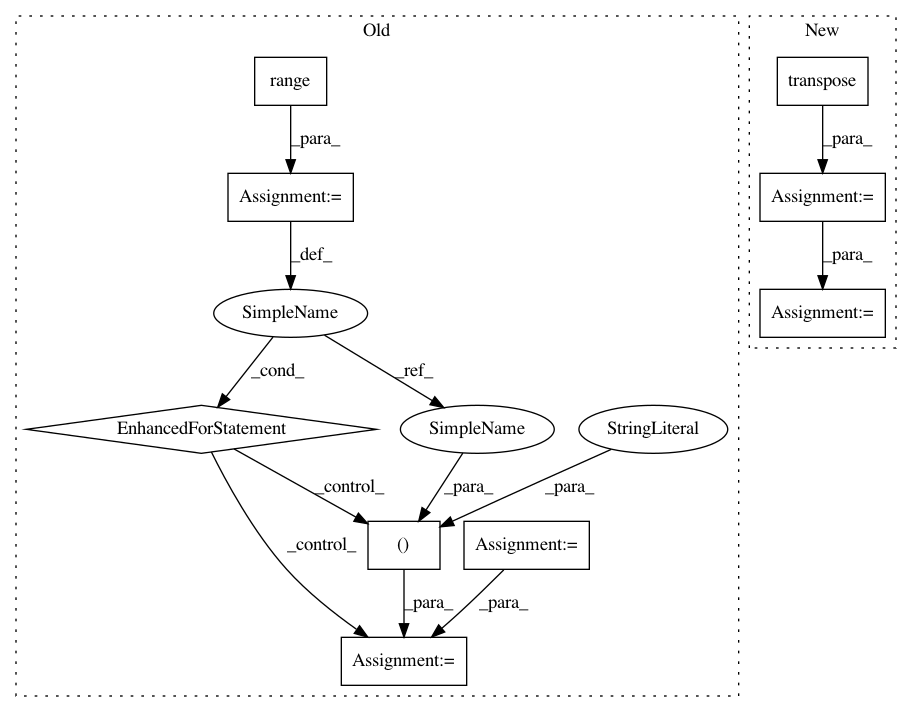 Old
New
range
transpose
_para_
_para_
Assignment:=
Assignment:=
_def_
_para_
SimpleName
Assignment:=
_cond_
_ref_
EnhancedForStatement
SimpleName
StringLiteral
_control_
_para_
_para_
_control_
()
Assignment:=
_para_
_para_
Assignment:=